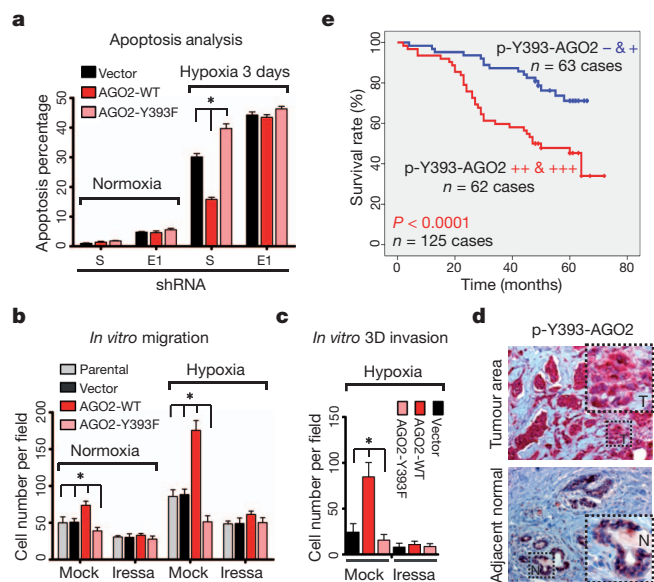 a
Apoptosis analysis
Vector
AGO2-WT
AGO2-Y393F
Hypoxia 3 days
*
Normoxia
Apoptosis percentage
50
40
30
20
10
0
S
E1
S
E1
shRNA
b
In vitro migration
Parental
Vector
AGO2-WT
AGO2-Y393F
Hypoxia
*
Normoxia
*
Cell number per field
200
150
100
50
0
Mock
Iressa
Mock
Iressa
c
In vitro 3D invasion
Hypoxia
AGO2-Y393F
AGO2-WT
Vector
*
Cell number per field
150
100
50
0
Mock
Iressa
d
p-Y393-AGO2
Tumour area
T
T
Adjacent normal
N
N
e
p-Y393-AGO2 − & +
n = 63 cases
p-Y393-AGO2 ++ & +++
n = 62 cases
P < 0.0001
n = 125 cases
Survival rate (%)
100
80
60
40
20
0
0
20
40
60
80
Time (months)